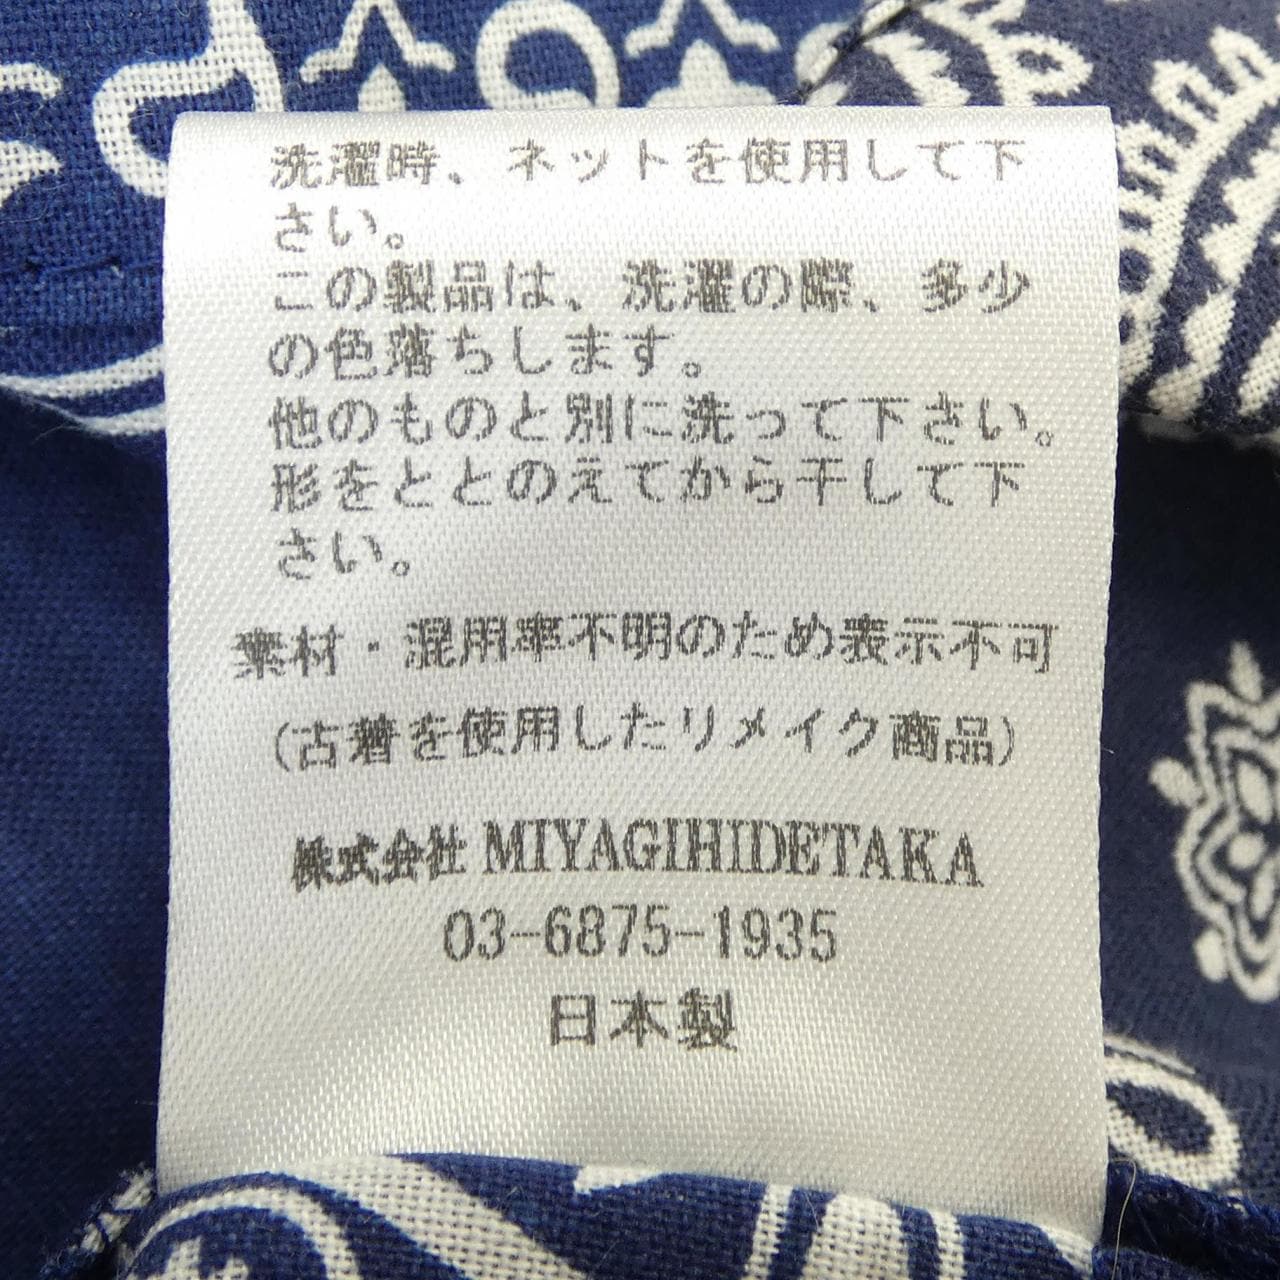 洗濯時、ネットを使用して下
さい。
この製品は、洗濯の際、多少
の色落ちします。
他のものと別に洗って下さい。
形をととのえてから干して下
さい。
素材・混用率不明のため表示不可
(古着を使用したリメイク商品)
株式会社 MIYAGIHIDETAKA
03-6875-1935
日本製